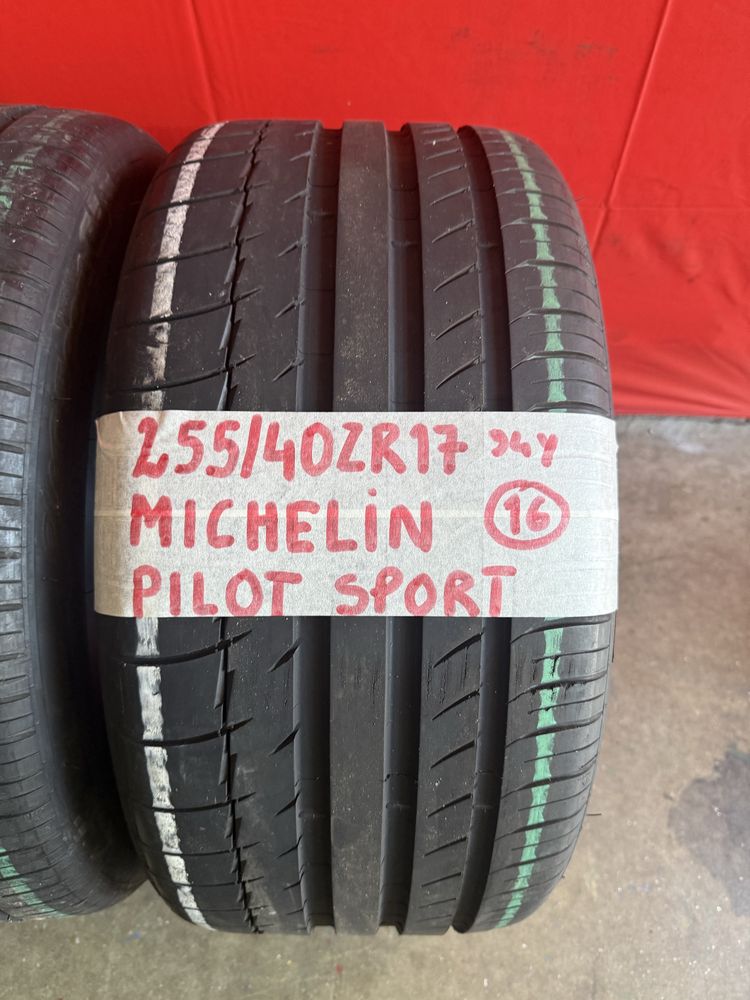 255/40ZR17 94Y
MICHELiN 16
PILOT SPORT